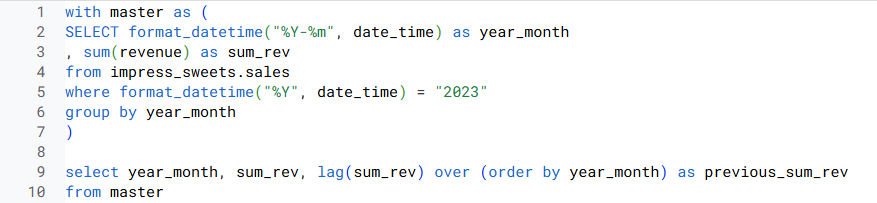 1 with master as (
2 SELECT format_datetime("%Y-%m", date_time) as year_month
3 , sum(revenue) as sum_rev
4 from impress_sweets.sales
5 where format_datetime("%Y", date_time) = "2023"
6 group by year_month
7 )
8
9 select year_month, sum_rev, lag(sum_rev) over (order by year_month) as previous_sum_rev
10 from master